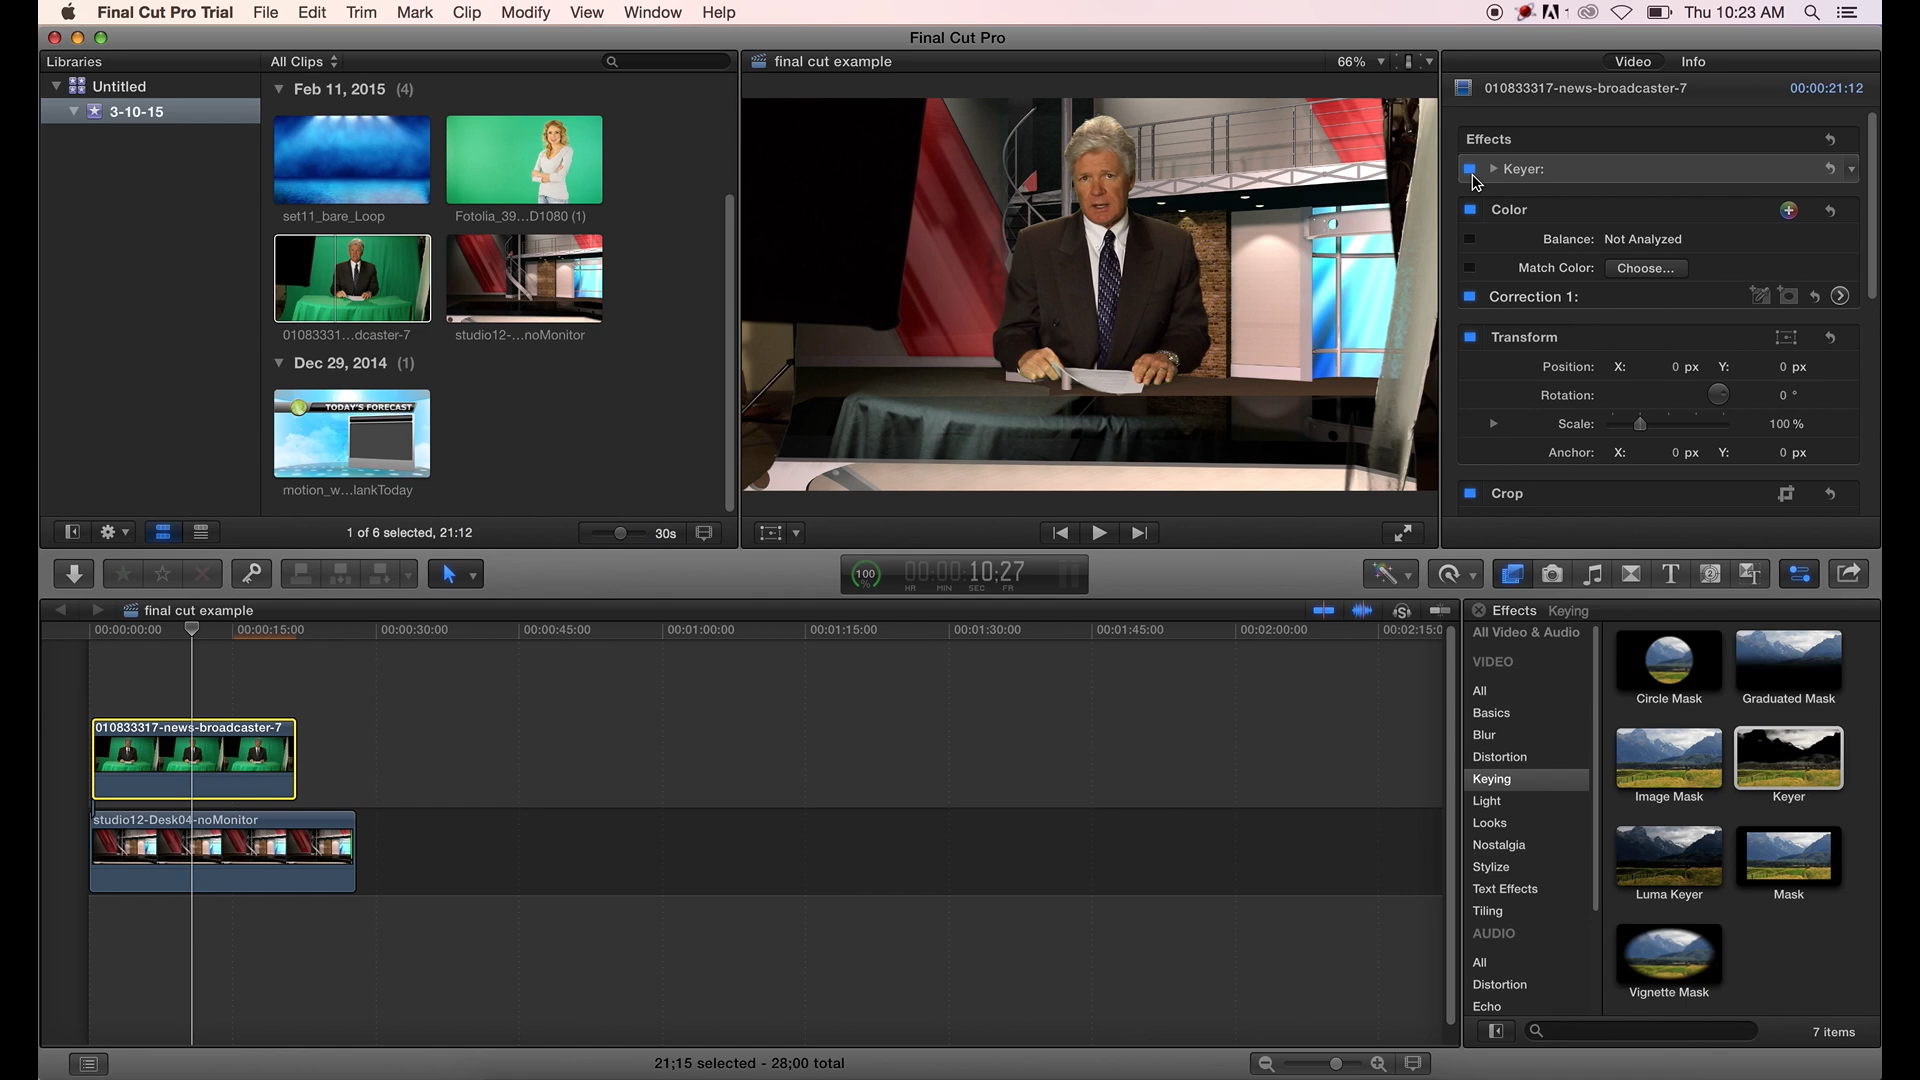 Final Cut Pro Trial File Edit Trim Mark Clip Modify View Window Help
1 Thu 10:23 AM
Final Cut Pro
Libraries
All Clips
final cut example
66%
Video Info
Untitled
3-10-15
Feb 11, 2015 (4)
set11_bare_Loop
Fotolia_39...D1080 (1)
01083331...dcaster-7
studio12-...noMonitor
Dec 29, 2014 (1)
TODAY'S FORECAST
motion_w...lankToday
1 of 6 selected, 21:12
30s
010833317-news-broadcaster-7 00:00:21:12
Effects
Keyer:
Color
Balance: Not Analyzed
Match Color: Choose...
Correction 1:
Transform
Position: X: 0 px Y: 0 px
Rotation: 0 °
Scale: 100 %
Anchor: X: 0 px Y: 0 px
Crop
100
%
00:00:10;27
HR MIN SEC FR
final cut example
00:00:00:00 00:00:15:00 00:00:30:00 00:00:45:00 00:01:00:00 00:01:15:00 00:01:30:00 00:01:45:00 00:02:00:00 00:02:15:0
010833317-news-broadcaster-7
studio12-Desk04-noMonitor
21;15 selected - 28;00 total
Effects Keying
All Video & Audio
VIDEO
All
Basics
Blur
Distortion
Keying
Light
Looks
Nostalgia
Stylize
Text Effects
Tiling
AUDIO
All
Distortion
Echo
Circle Mask
Graduated Mask
Image Mask
Keyer
Luma Keyer
Mask
Vignette Mask
7 items